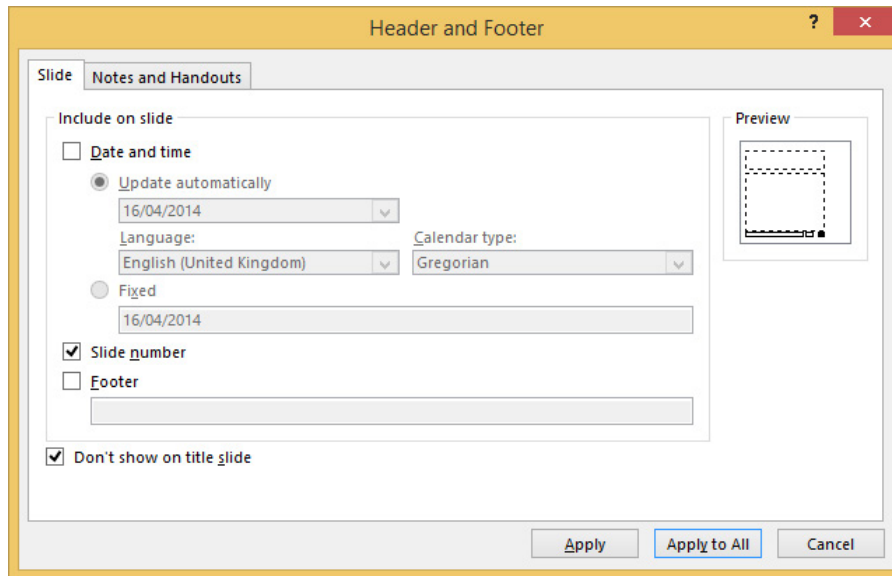 Header and Footer
?
Slide
Notes and Handouts
Include on slide
Preview
Date and time
Update automatically
16/04/2014
Language: Calendar type:
English (United Kingdom) Gregorian
Fixed
16/04/2014
Slide number
Footer
Don't show on title slide
Apply Apply to All Cancel